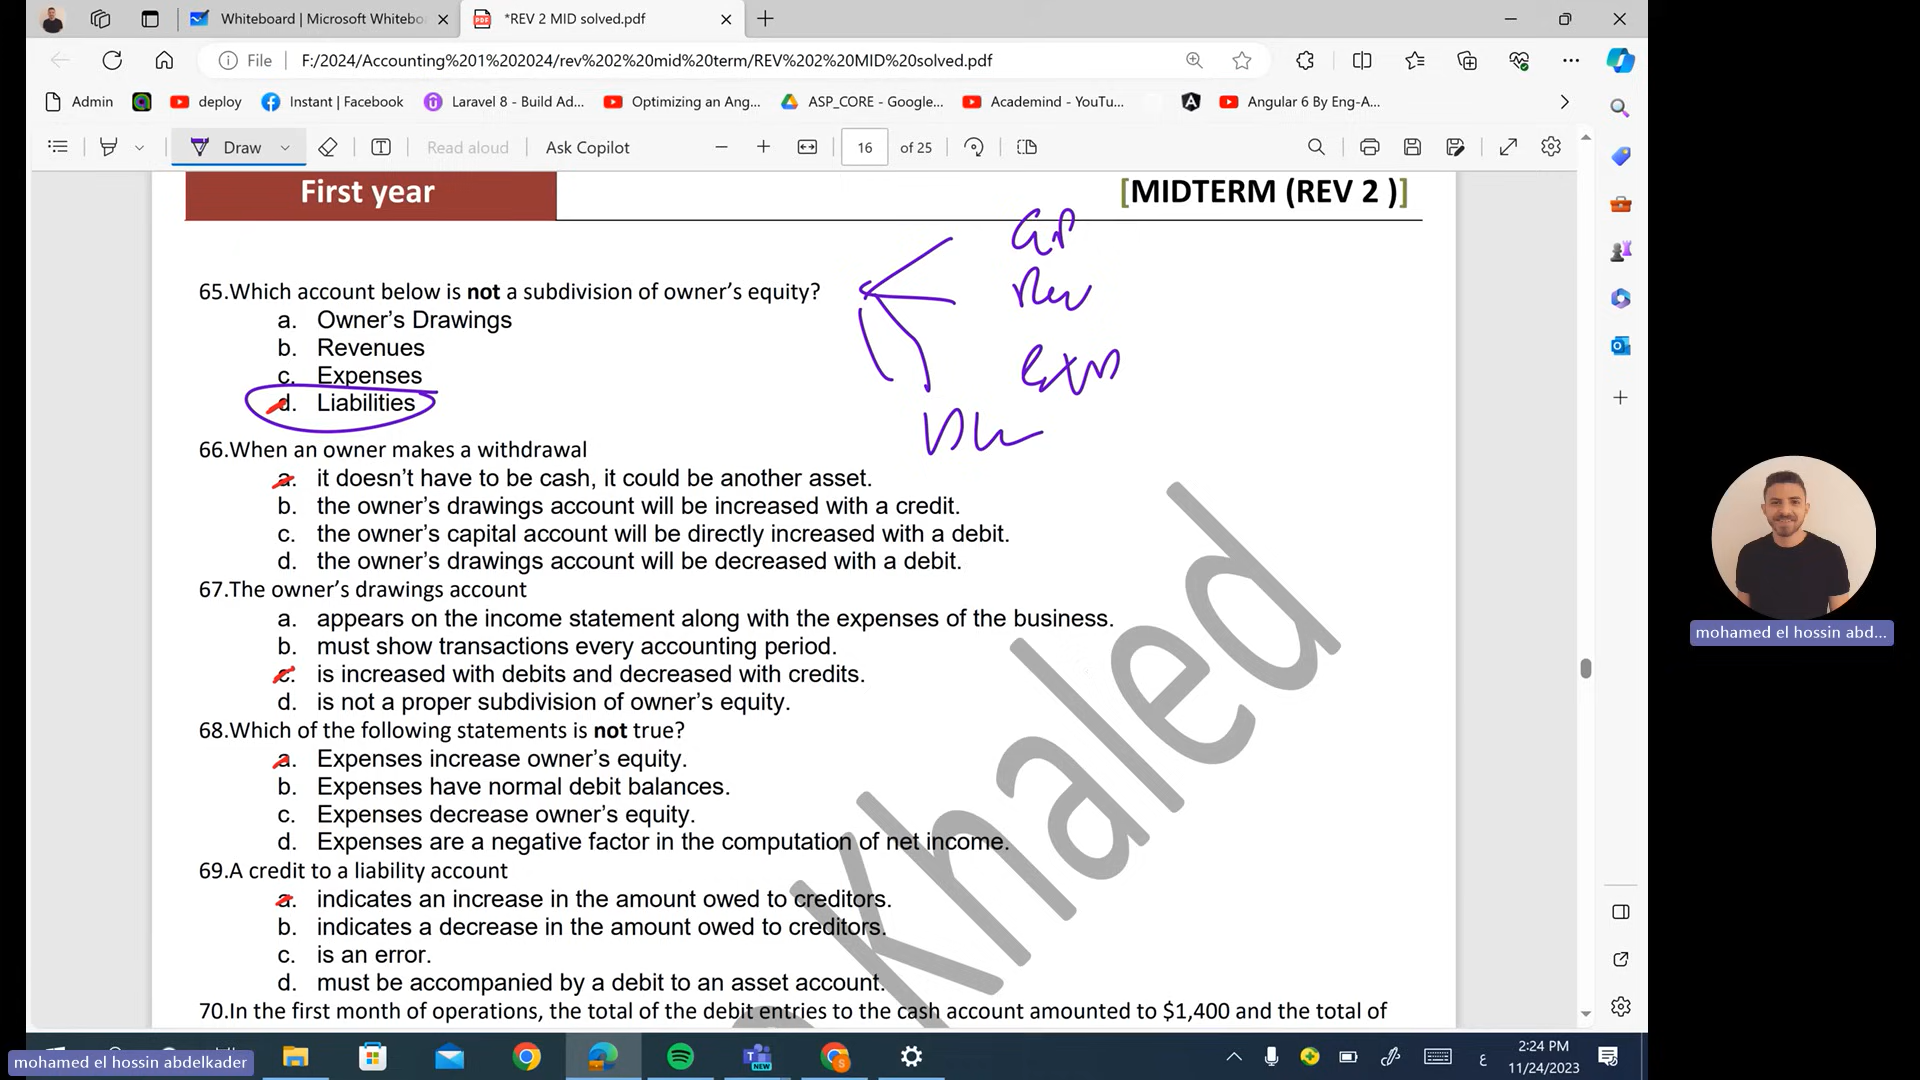 Whiteboard | Microsoft Whitebo
*REV 2 MID solved.pdf
File
F:/2024/Accounting%201%202024/rev%202%20mid%20term/REV%202%20MID%20solved.pdf
Admin
deploy
Instant | Facebook
Laravel 8 - Build Ad...
Optimizing an Ang...
ASP_CORE - Google...
Academind - YouTu...
Angular 6 By Eng-A...
Draw
Read aloud
Ask Copilot
16
of 25
First year
[MIDTERM (REV 2 )]
65.Which account below is not a subdivision of owner’s equity?
a. Owner’s Drawings
b. Revenues
c. Expenses
d. Liabilities
Rev
exp
66.When an owner makes a withdrawal
a. it doesn’t have to be cash, it could be another asset.
b. the owner’s drawings account will be increased with a credit.
c. the owner’s capital account will be directly increased with a debit.
d. the owner’s drawings account will be decreased with a debit.
67.The owner’s drawings account
a. appears on the income statement along with the expenses of the business.
b. must show transactions every accounting period.
c. is increased with debits and decreased with credits.
d. is not a proper subdivision of owner’s equity.
68.Which of the following statements is not true?
a. Expenses increase owner’s equity.
b. Expenses have normal debit balances.
c. Expenses decrease owner’s equity.
d. Expenses are a negative factor in the computation of net income.
69.A credit to a liability account
a. indicates an increase in the amount owed to creditors.
b. indicates a decrease in the amount owed to creditors.
c. is an error.
d. must be accompanied by a debit to an asset account.
70.In the first month of operations, the total of the debit entries to the cash account amounted to $1,400 and the total of
Khaled
mohamed el hossin abd...
mohamed el hossin abdelkader
NEW
ع
2:24 PM
11/24/2023